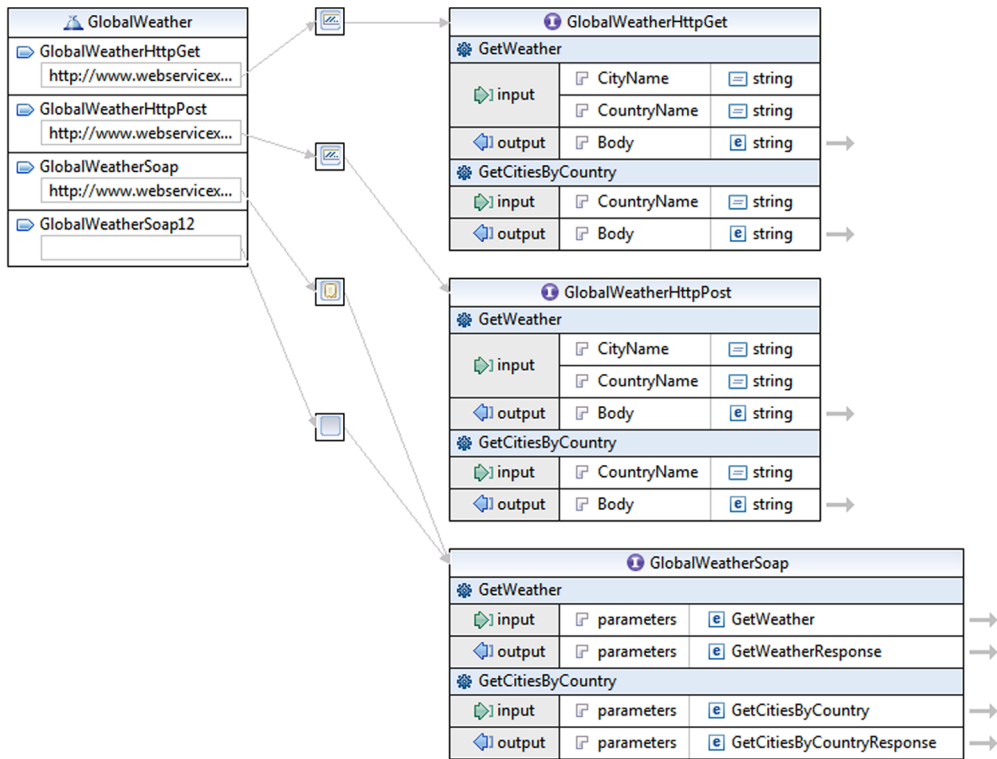 GlobalWeather
GlobalWeatherHttpGet
http://www.webservicex...
GlobalWeatherHttpPost
http://www.webservicex...
GlobalWeatherSoap
http://www.webservicex...
GlobalWeatherSoap12
GlobalWeatherHttpGet
GetWeather
input CityName string
CountryName string
output Body string
GetCitiesByCountry
input CountryName string
output Body string
GlobalWeatherHttpPost
GetWeather
input CityName string
CountryName string
output Body string
GetCitiesByCountry
input CountryName string
output Body string
GlobalWeatherSoap
GetWeather
input parameters GetWeather
output parameters GetWeatherResponse
GetCitiesByCountry
input parameters GetCitiesByCountry
output parameters GetCitiesByCountryResponse